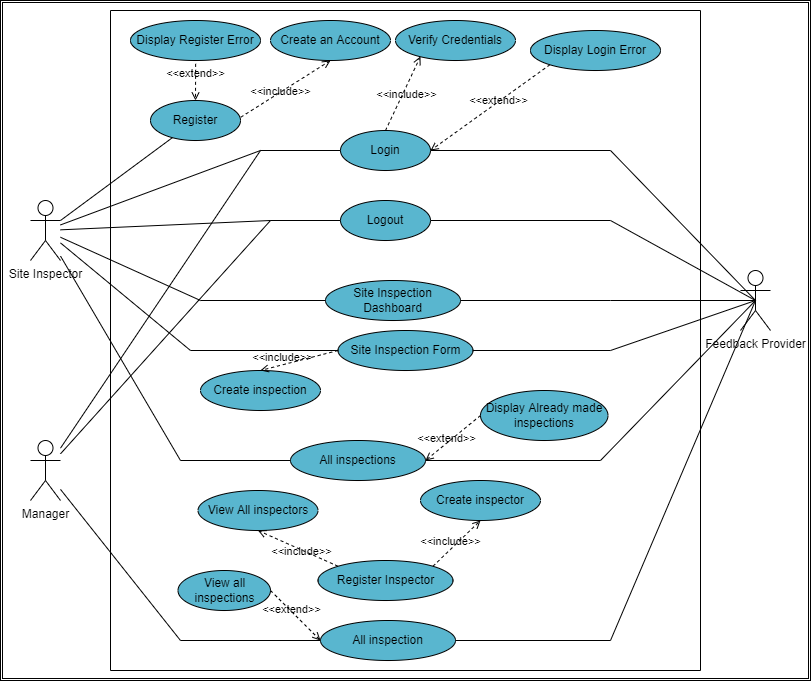 Display Register Error
Create an Account
Verify Credentials
Display Login Error
<<extend>>
<<include>>
<<include>>
<<extend>>
Register
Login
Logout
Site Inspector
Site Inspection
Dashboard
Feedback Provider
Site Inspection Form
<<include>>
Create inspection
Display Already made
inspections
<<extend>>
All inspections
Manager
View All inspectors
Create inspector
<<include>>
<<include>>
Register Inspector
View all
inspections
<<extend>>
All inspection